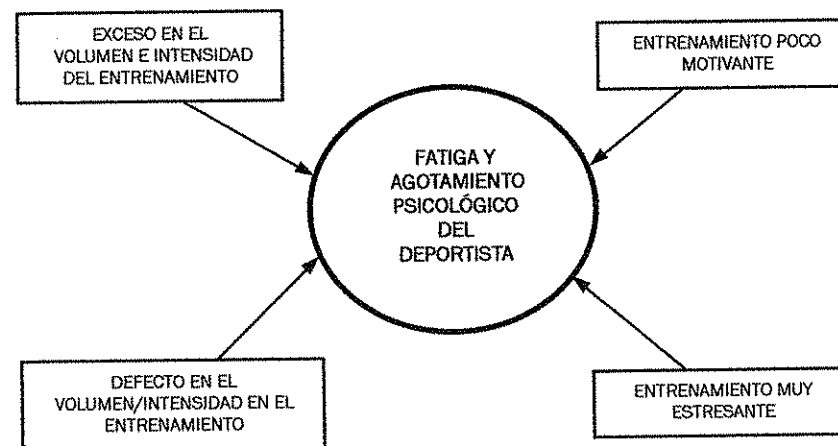 EXCESO EN EL
VOLUMEN E INTENSIDAD
DEL ENTRENAMIENTO
ENTRENAMIENTO POCO
MOTIVANTE
FATIGA Y
AGOTAMIENTO
PSICOLÓGICO
DEL
DEPORTISTA
DEFECTO EN EL
VOLUMEN/INTENSIDAD EN EL
ENTRENAMIENTO
ENTRENAMIENTO MUY
ESTRESANTE